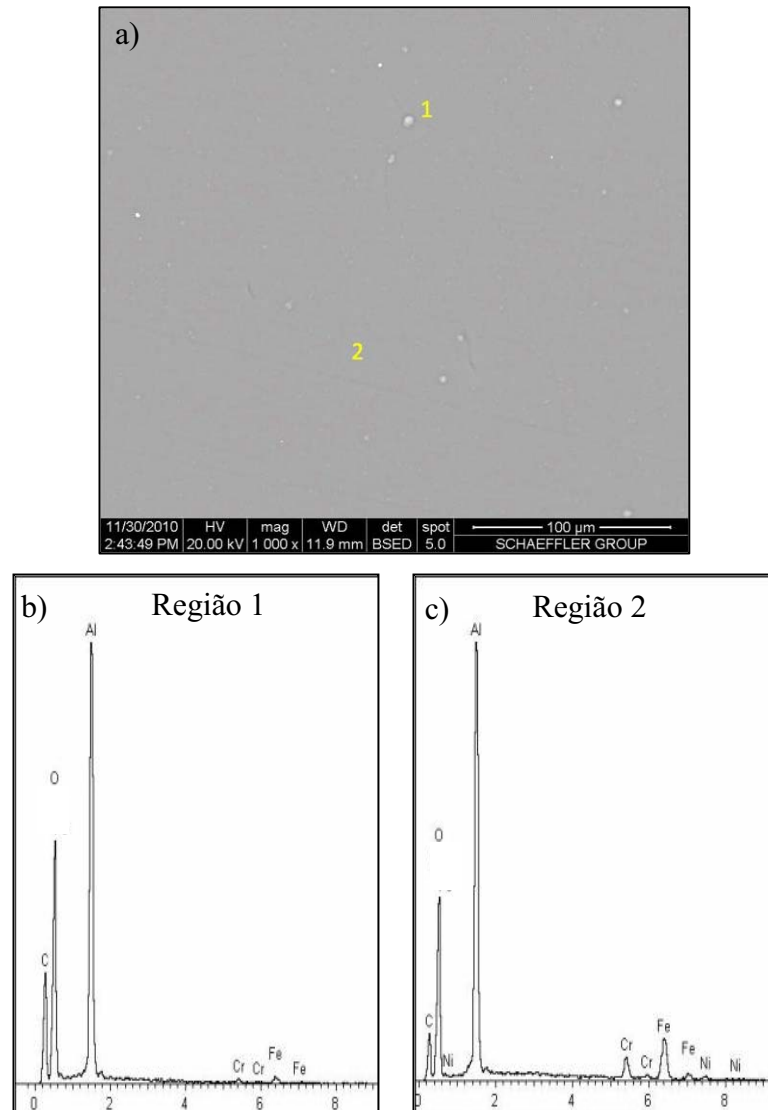 a)
1
2
11/30/2010 HV mag WD det spot 100 µm
2:43:49 PM 20.00 kV 1 000 x 11.9 mm BSED 5.0 SCHAEFFLER GROUP
b) Região 1
Al
O
C
Cr Cr Fe Fe
0 2 4 6 8
c) Região 2
Al
O
C Ni
Cr Cr Fe Fe Ni Ni
0 2 4 6 8